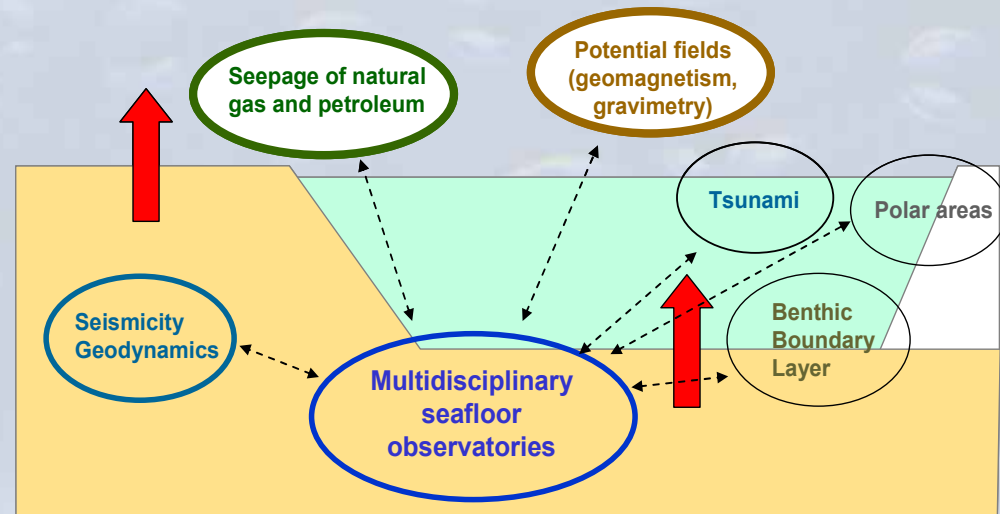 Seepage of natural
gas and petroleum
Potential fields
(geomagnetism,
gravimetry)
Tsunami
Polar areas
Seismicity
Geodynamics
Benthic
Boundary
Layer
Multidisciplinary
seafloor
observatories